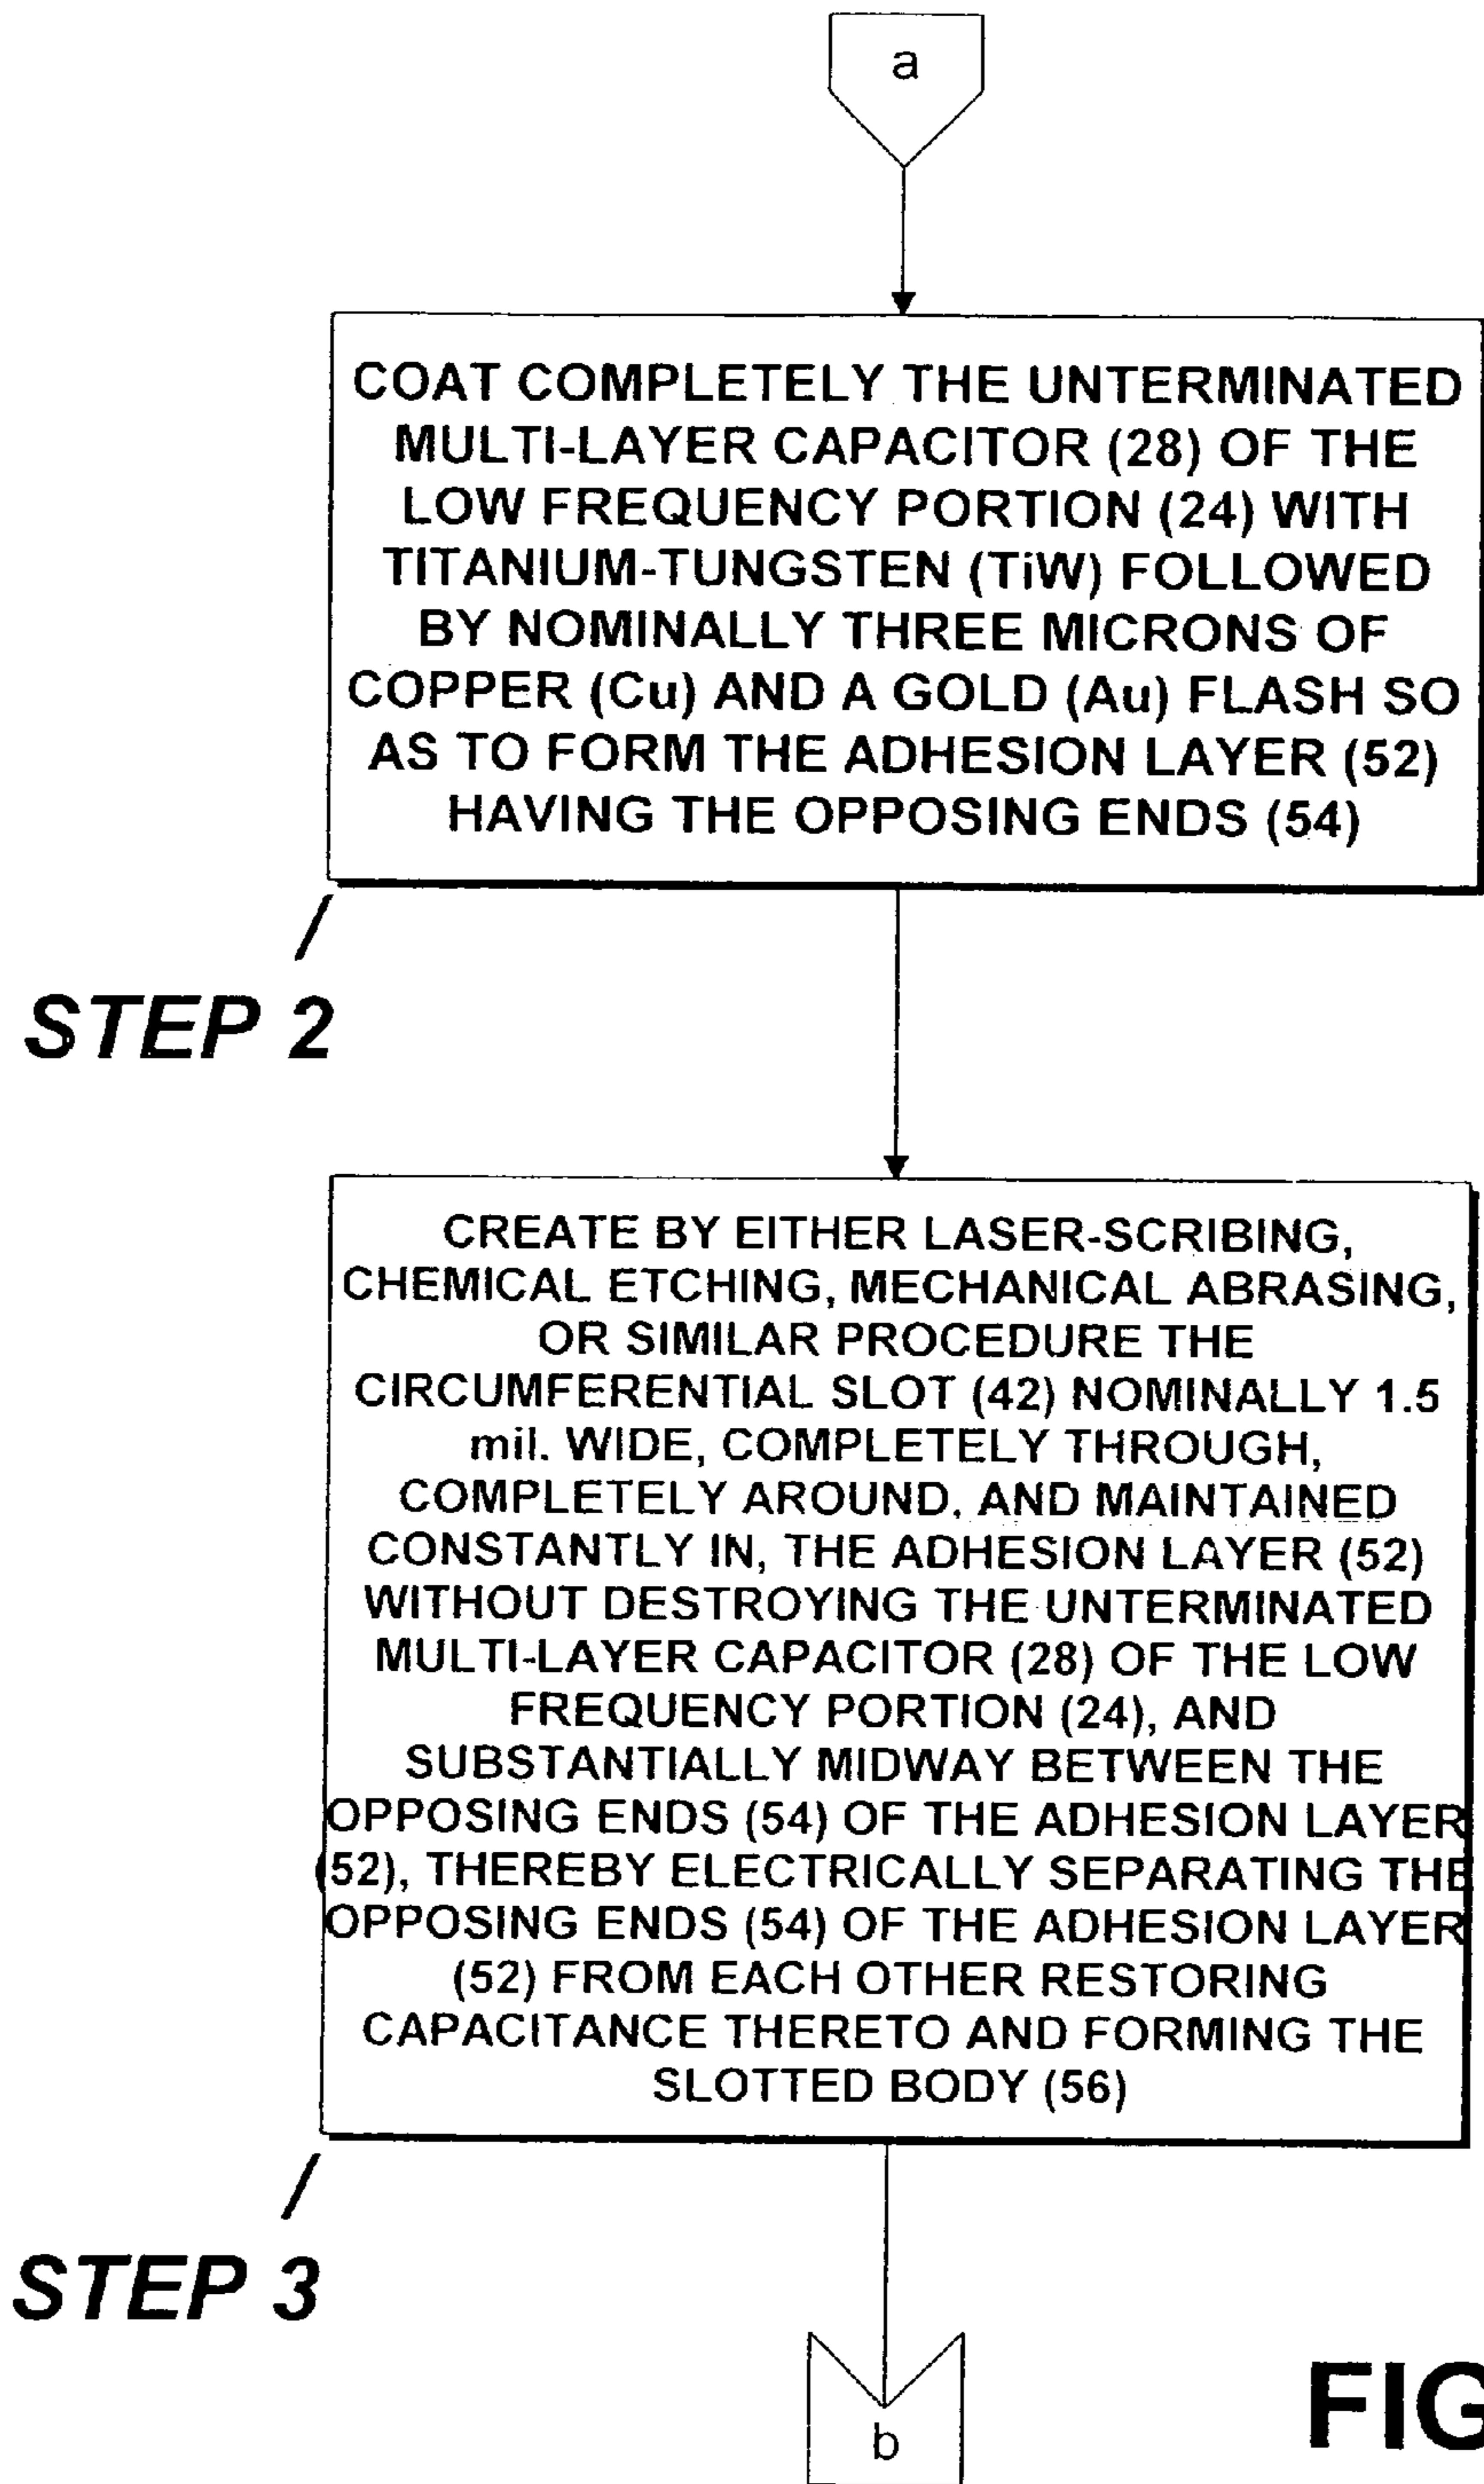 a
COAT COMPLETELY THE UNTERMINATED
MULTI-LAYER CAPACITOR (28) OF THE
LOW FREQUENCY PORTION (24) WITH
TITANIUM-TUNGSTEN (TiW) FOLLOWED
BY NOMINALLY THREE MICRONS OF
COPPER (Cu) AND A GOLD (Au) FLASH SO
AS TO FORM THE ADHESION LAYER (52)
HAVING THE OPPOSING ENDS (54)
STEP 2
CREATE BY EITHER LASER-SCRIBING,
CHEMICAL ETCHING, MECHANICAL ABRASING,
OR SIMILAR PROCEDURE THE
CIRCUMFERENTIAL SLOT (42) NOMINALLY 1.5
mil. WIDE, COMPLETELY THROUGH,
COMPLETELY AROUND, AND MAINTAINED
CONSTANTLY IN, THE ADHESION LAYER (52)
WITHOUT DESTROYING THE UNTERMINATED
MULTI-LAYER CAPACITOR (28) OF THE LOW
FREQUENCY PORTION (24), AND
SUBSTANTIALLY MIDWAY BETWEEN THE
OPPOSING ENDS (54) OF THE ADHESION LAYER
(52), THEREBY ELECTRICALLY SEPARATING THE
OPPOSING ENDS (54) OF THE ADHESION LAYER
(52) FROM EACH OTHER RESTORING
CAPACITANCE THERETO AND FORMING THE
SLOTTED BODY (56)
STEP 3
b
FIG